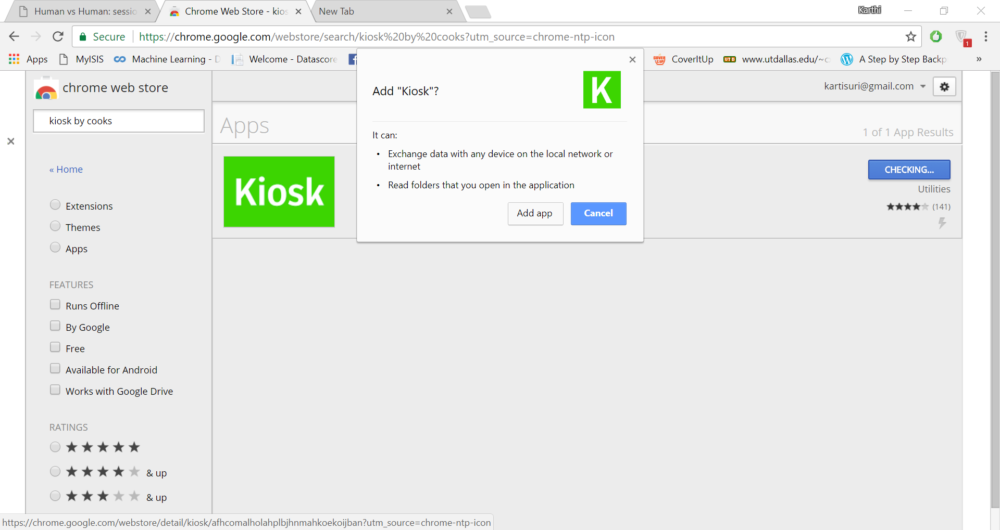 Human vs Human: sessio
Chrome Web Store - kios
New Tab
Karthi
Secure
https://chrome.google.com/webstore/search/kiosk%20by%20cooks?utm_source=chrome-ntp-icon
1
Apps
MyISIS
Machine Learning - D
Welcome - Datascore
CoverItUp
UTD
www.utdallas.edu/~c
A Step by Step Backp
»
chrome web store
kartisuri@gmail.com
kiosk by cooks
« Home
Extensions
Themes
Apps
FEATURES
Runs Offline
By Google
Free
Available for Android
Works with Google Drive
RATINGS
& up
& up
Apps
1 of 1 App Results
Kiosk
CHECKING...
Utilities
(141)
Add "Kiosk"?
K
It can:
• Exchange data with any device on the local network or
internet
• Read folders that you open in the application
Add app
Cancel
https://chrome.google.com/webstore/detail/kiosk/afhcomalholahplbjhnmahkoekoijban?utm_source=chrome-ntp-icon